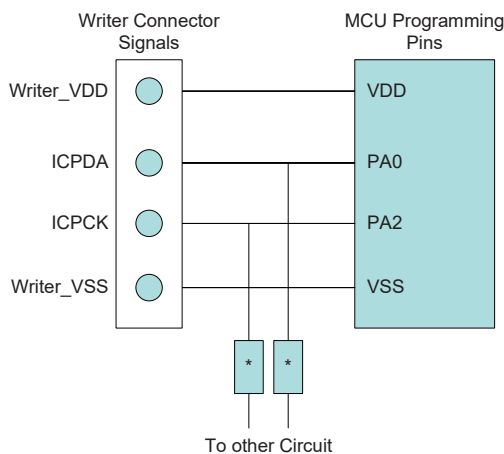 Writer Connector
Signals
MCU Programming
Pins
Writer_VDD
VDD
ICPDA
PA0
ICPCK
PA2
Writer_VSS
VSS
*
*
To other Circuit